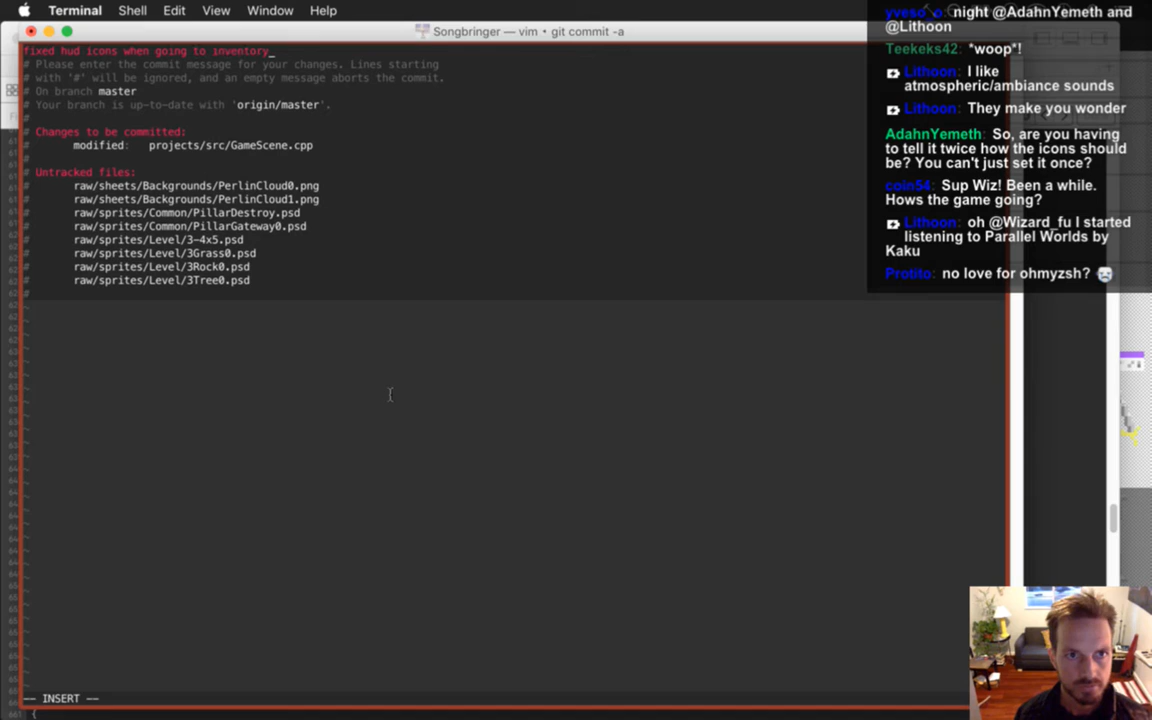 Terminal Shell Edit View Window Help
Songbringer — vim • git commit -a
fixed hud icons when going to inventory_
# Please enter the commit message for your changes. Lines starting
# with '#' will be ignored, and an empty message aborts the commit.
# On branch master
# Your branch is up-to-date with 'origin/master'.
#
# Changes to be committed:
# modified: projects/src/GameScene.cpp
#
# Untracked files:
# raw/sheets/Backgrounds/PerlinCloud0.png
# raw/sheets/Backgrounds/PerlinCloud1.png
# raw/sprites/Common/PillarDestroy.psd
# raw/sprites/Common/PillarGateway0.psd
# raw/sprites/Level/3-4x5.psd
# raw/sprites/Level/3Grass0.psd
# raw/sprites/Level/3Rock0.psd
# raw/sprites/Level/3Tree0.psd
#
-- INSERT --
{
night @AdahnYemeth and
@Lithoon
Teekeks42: *woop*!
Lithoon: I like
atmospheric/ambiance sounds
Lithoon: They make you wonder
AdahnYemeth: So, are you having
to tell it twice how the icons should
be? You can't just set it once?
coin54: Sup Wiz! Been a while.
Hows the game going?
Lithoon: oh @Wizard_fu I started
listening to Parallel Worlds by
Kaku
Protito: no love for ohmyzsh?